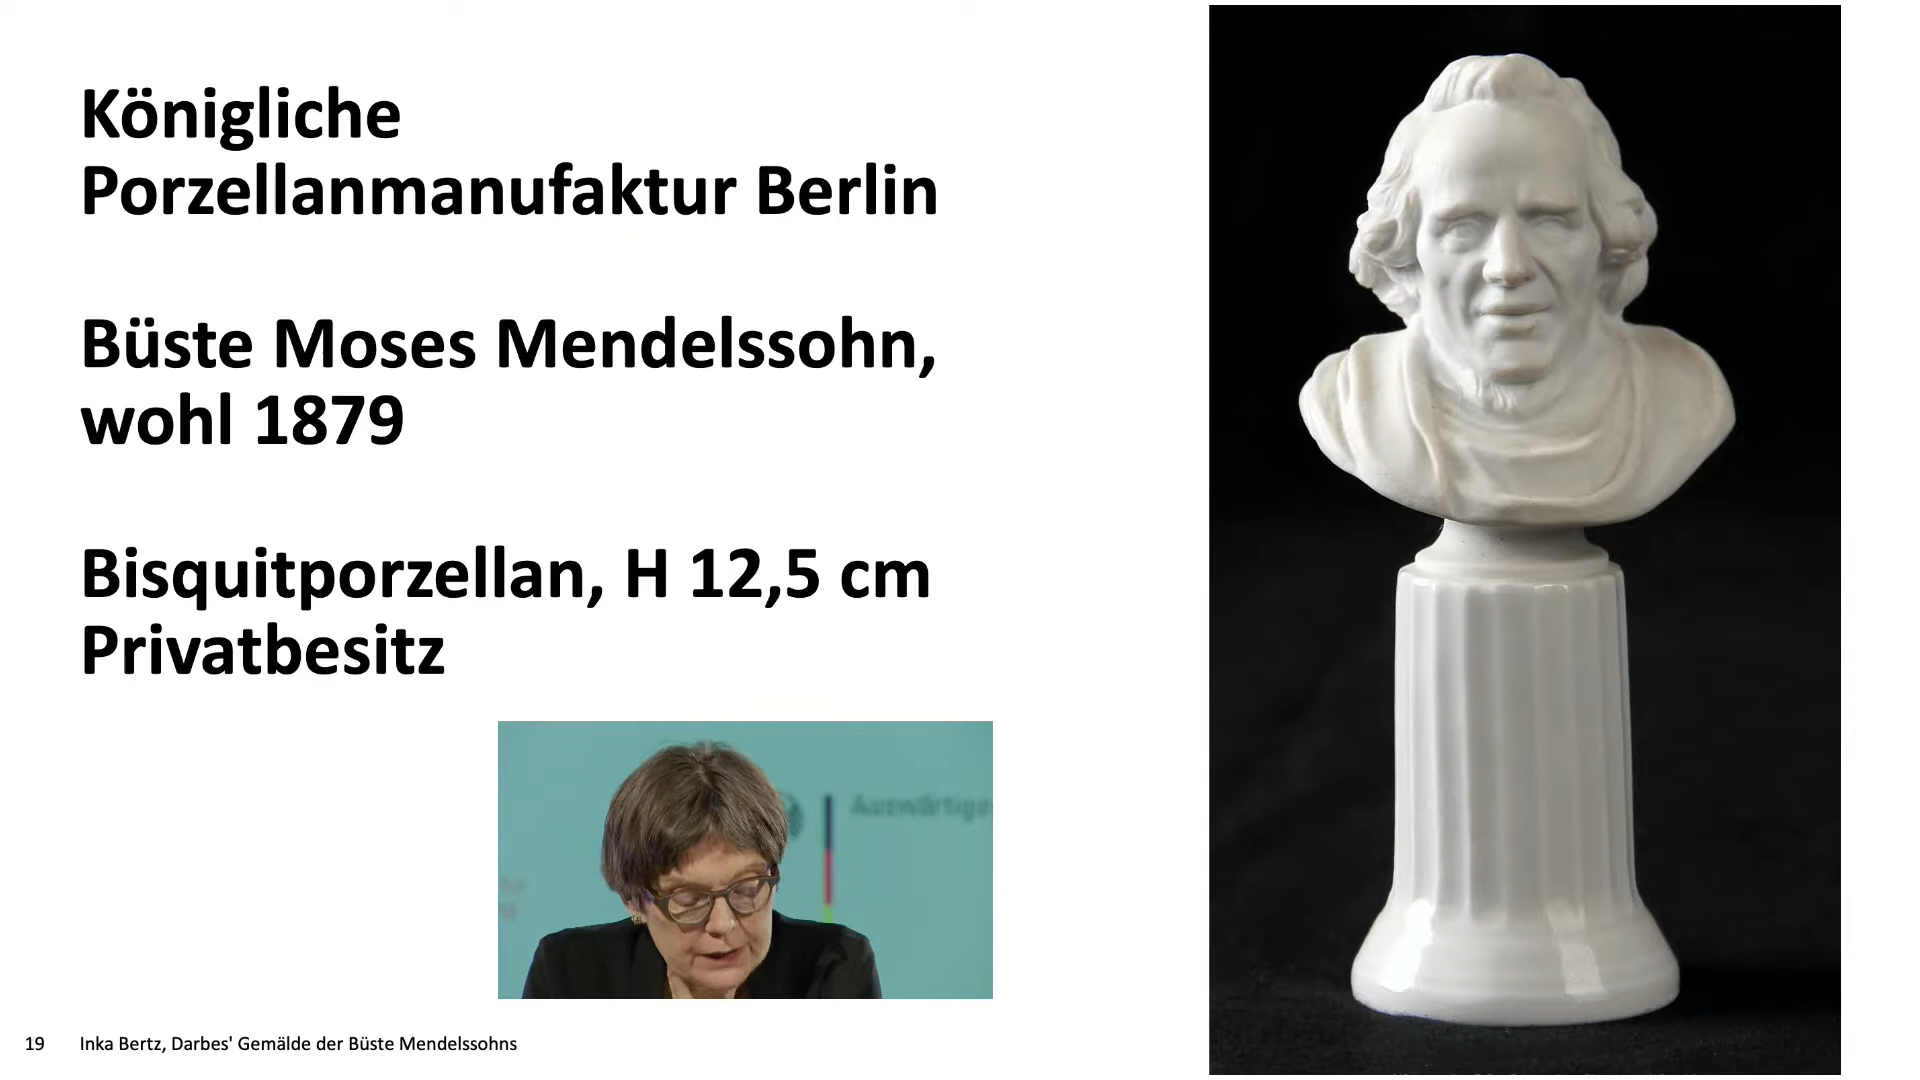 Königliche
Porzellanmanufaktur Berlin
Büste Moses Mendelssohn,
wohl 1879
Bisquitporzellan, H 12,5 cm
Privatbesitz
Auswärtige
19 Inka Bertz, Darbes' Gemälde der Büste Mendelssohns